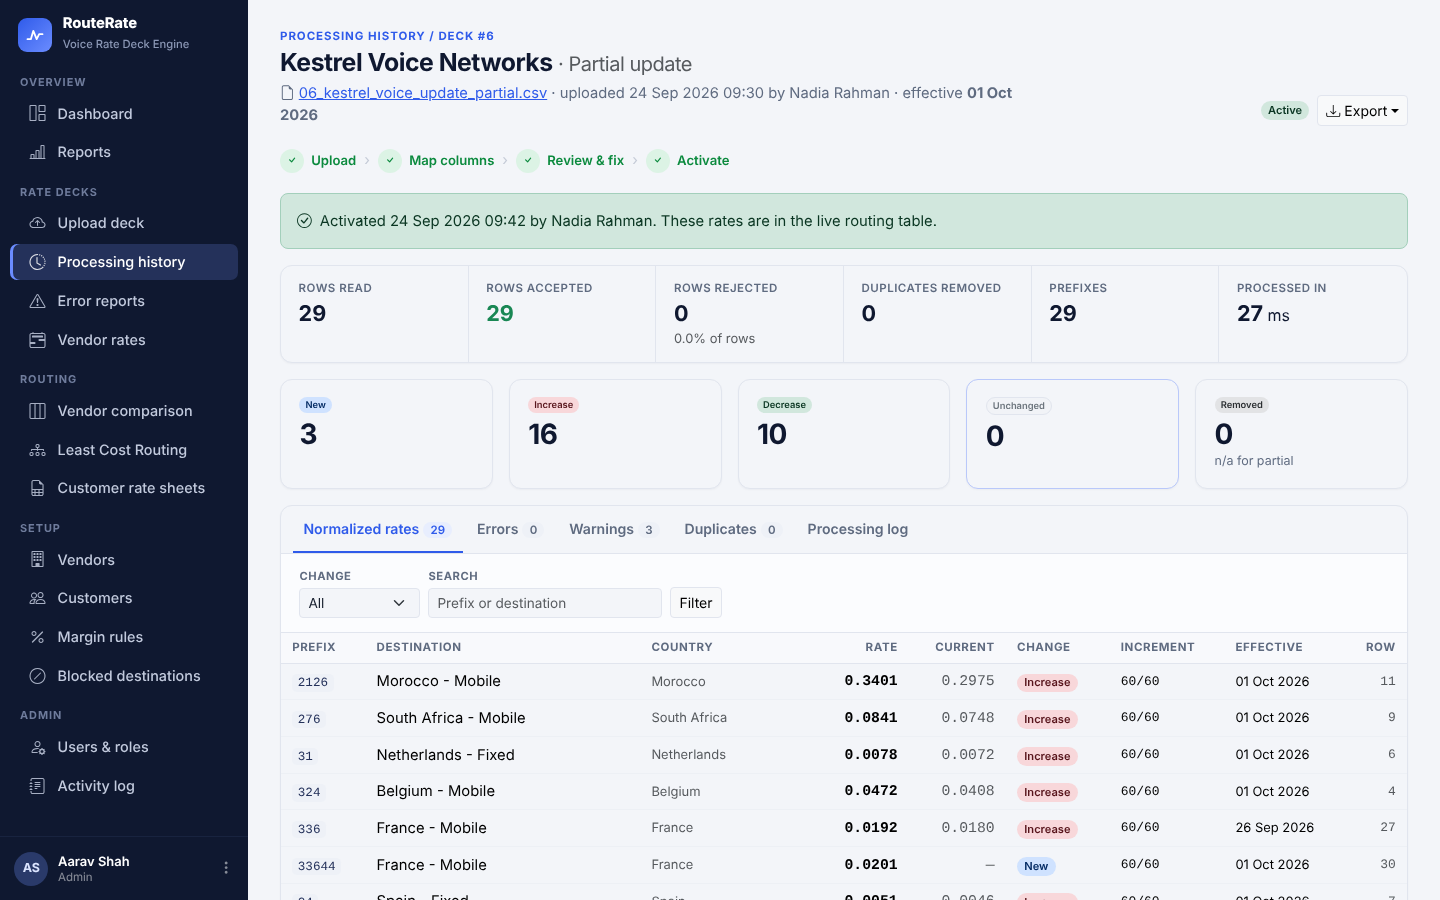 RouteRate
Voice Rate Deck Engine
OVERVIEW
Dashboard
Reports
RATE DECKS
Upload deck
Processing history
Error reports
Vendor rates
ROUTING
Vendor comparison
Least Cost Routing
Customer rate sheets
SETUP
Vendors
Customers
Margin rules
Blocked destinations
ADMIN
Users & roles
Activity log
AS
Aarav Shah
Admin
PROCESSING HISTORY / DECK #6
Kestrel Voice Networks · Partial update
06_kestrel_voice_update_partial.csv · uploaded 24 Sep 2026 09:30 by Nadia Rahman · effective 01 Oct
2026
Active
Export
Upload › Map columns › Review & fix › Activate
Activated 24 Sep 2026 09:42 by Nadia Rahman. These rates are in the live routing table.
ROWS READ
29
ROWS ACCEPTED
29
ROWS REJECTED
0
0.0% of rows
DUPLICATES REMOVED
0
PREFIXES
29
PROCESSED IN
27 ms
New
3
Increase
16
Decrease
10
Unchanged
0
Removed
0
n/a for partial
Normalized rates 29 Errors 0 Warnings 3 Duplicates 0 Processing log
CHANGE
All
SEARCH
Prefix or destination
Filter
PREFIX DESTINATION COUNTRY RATE CURRENT CHANGE INCREMENT EFFECTIVE ROW
2126 Morocco - Mobile Morocco 0.3401 0.2975 Increase 60/60 01 Oct 2026 11
276 South Africa - Mobile South Africa 0.0841 0.0748 Increase 60/60 01 Oct 2026 9
31 Netherlands - Fixed Netherlands 0.0078 0.0072 Increase 60/60 01 Oct 2026 6
324 Belgium - Mobile Belgium 0.0472 0.0408 Increase 60/60 01 Oct 2026 4
336 France - Mobile France 0.0192 0.0180 Increase 60/60 26 Sep 2026 27
33644 France - Mobile France 0.0201 — New 60/60 01 Oct 2026 30